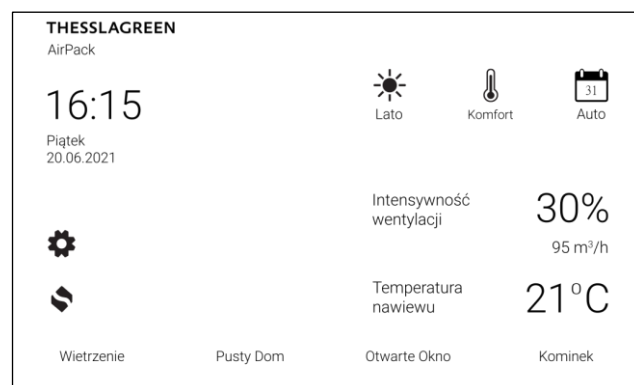 THESSLAGREEN
AirPack
16:15
Piątek
20.06.2021
31
Lato
Komfort
Auto
Intensywność
wentylacji
30%
95 m³/h
Temperatura
nawiewu
21°C
Wietrzenie
Pusty Dom
Otwarte Okno
Kominek